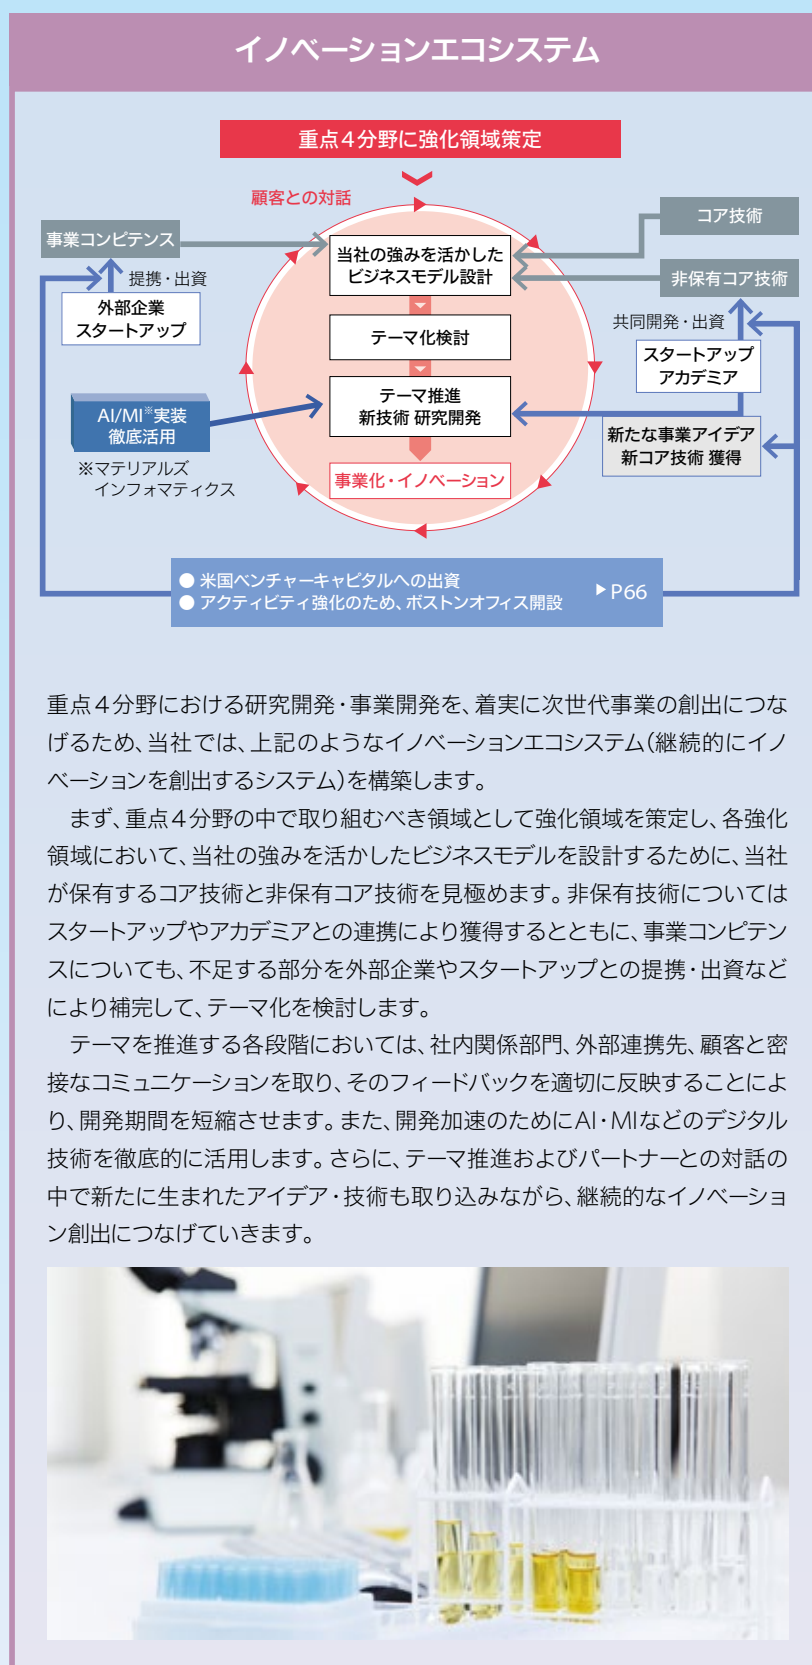 イノベーションエコシステム
重点4分野に強化領域策定
顧客との対話
事業コンピテンス
提携・出資
外部企業
スタートアップ
AI/MI※実装
徹底活用
※マテリアルズ
インフォマティクス
当社の強みを活かした
ビジネスモデル設計
テーマ化検討
テーマ推進
新技術 研究開発
事業化・イノベーション
コア技術
非保有コア技術
共同開発・出資
スタートアップ
アカデミア
新たな事業アイデア
新コア技術 獲得
● 米国ベンチャーキャピタルへの出資
● アクティビティ強化のため、ボストンオフィス開設
▶P66
重点4分野における研究開発・事業開発を、着実に次世代事業の創出につな
げるため、当社では、上記のようなイノベーションエコシステム(継続的にイノ
ベーションを創出するシステム)を構築します。
まず、重点4分野の中で取り組むべき領域として強化領域を策定し、各強化
領域において、当社の強みを活かしたビジネスモデルを設計するために、当社
が保有するコア技術と非保有コア技術を見極めます。非保有技術については
スタートアップやアカデミアとの連携により獲得するとともに、事業コンピテン
スについても、不足する部分を外部企業やスタートアップとの提携・出資など
により補完して、テーマ化を検討します。
テーマを推進する各段階においては、社内関係部門、外部連携先、顧客と密
接なコミュニケーションを取り、そのフィードバックを適切に反映することによ
り、開発期間を短縮させます。また、開発加速のためにAI・MIなどのデジタル
技術を徹底的に活用します。さらに、テーマ推進およびパートナーとの対話の
中で新たに生まれたアイデア・技術も取り込みながら、継続的なイノベーショ
ン創出につなげていきます。